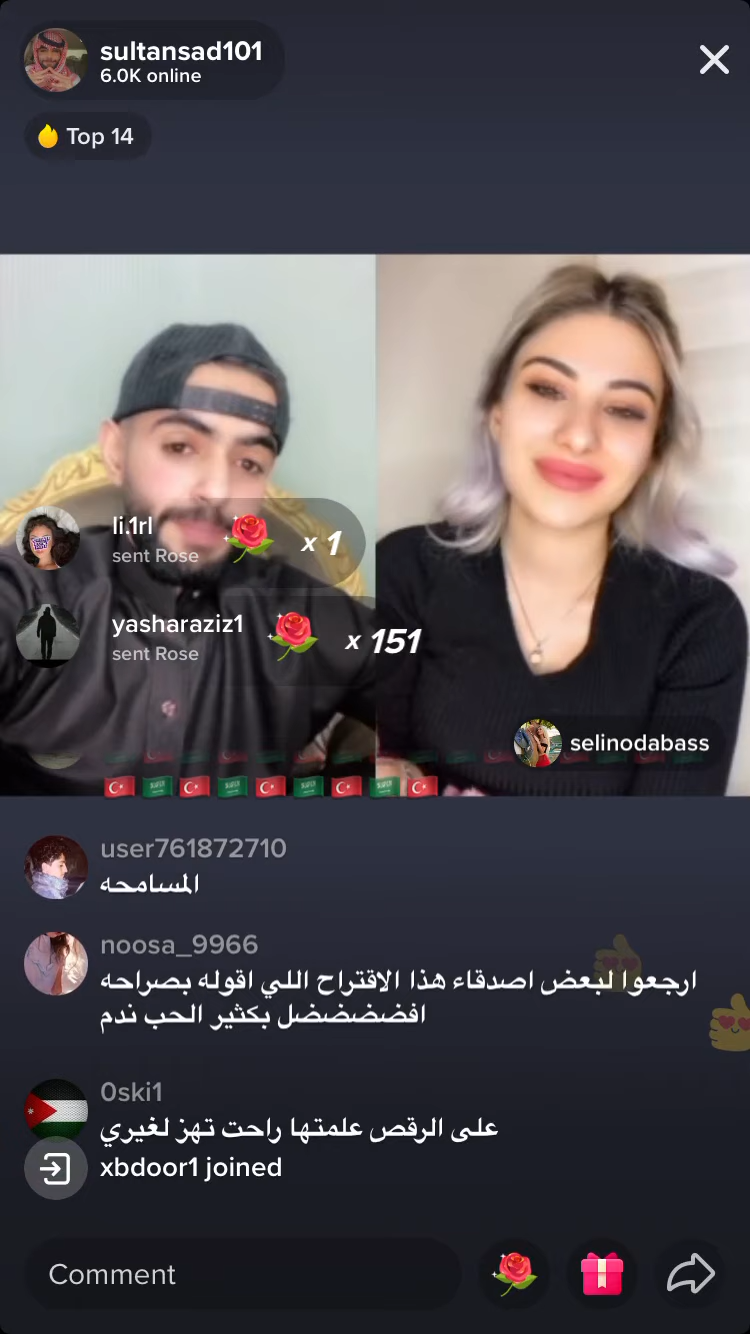 sultansad101
6.0K online
Top 14
li.1rl
sent Rose
x 1
yasharaziz1
sent Rose
x 151
selinodabass
user761872710
المسامحه
noosa_9966
ارجعوا لبعض اصدقاء هذا الاقتراح اللي اقوله بصراحه
افضضضضضل بكثير الحب ندم
0ski1
على الرقص علمتها راحت تهز لغيري
xbdoor1 joined
Comment